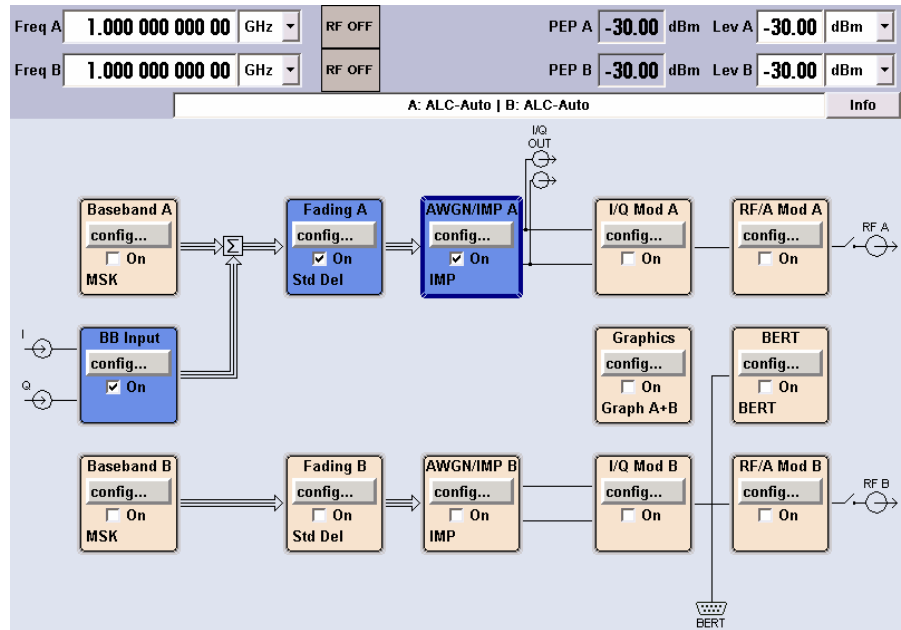 Freq A 1.000 000 000 00 GHz RF OFF PEP A -30.00 dBm Lev A -30.00 dBm
Freq B 1.000 000 000 00 GHz RF OFF PEP B -30.00 dBm Lev B -30.00 dBm
A: ALC-Auto | B: ALC-Auto Info
I/Q
OUT
Baseband A
config...
On
MSK
Σ
Fading A
config...
On
Std Del
AWGN/IMP A
config...
On
IMP
I/Q Mod A
config...
On
RF/A Mod A
config...
On
RF A
I
Q
BB Input
config...
On
Graphics
config...
On
Graph A+B
BERT
config...
On
BERT
Baseband B
config...
On
MSK
Fading B
config...
On
Std Del
AWGN/IMP B
config...
On
IMP
I/Q Mod B
config...
On
RF/A Mod B
config...
On
RF B
BERT